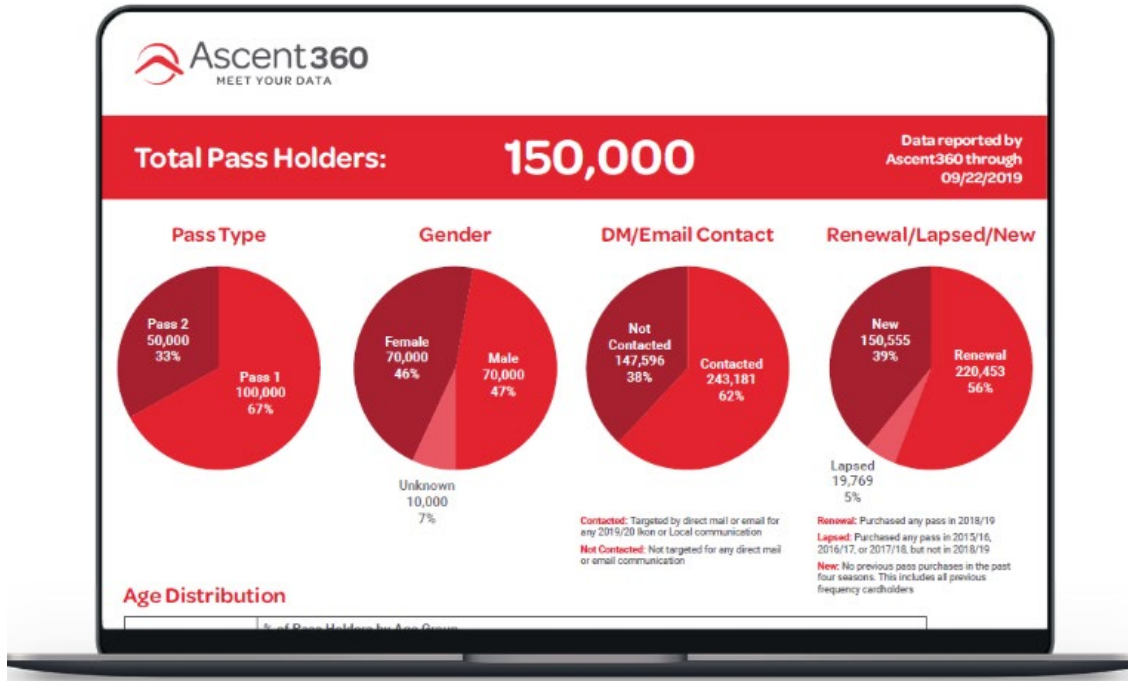 Ascent360
MEET YOUR DATA
Total Pass Holders:
150,000
Data reported by
Ascent360 through
09/22/2019
Pass Type
Pass 2
50,000
33%
Pass 1
100,000
67%
Gender
Female
70,000
46%
Male
70,000
47%
Unknown
10,000
7%
DM/Email Contact
Not
Contacted
147,596
38%
Contacted
243,181
62%
Contacted: Targeted by direct mail or email for
any 2019/20 Ikon or Local communication
Not Contacted: Not targeted for any direct mail
or email communication
Renewal/Lapsed/New
New
150,555
39%
Renewal
220,453
56%
Lapsed
19,769
5%
Renewal: Purchased any pass in 2018/19
Lapsed: Purchased any pass in 2015/16,
2016/17, or 2017/18, but not in 2018/19
New: No previous pass purchases in the past
four seasons. This includes all previous
frequency cardholders
Age Distribution
% of Pass Holders by Age Group